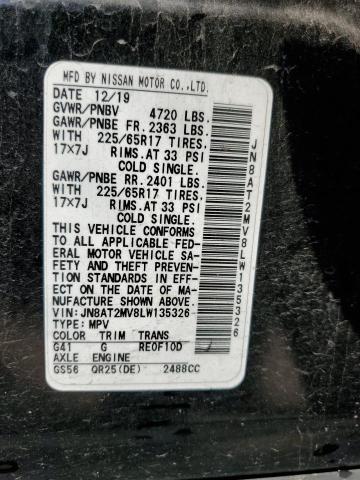 MFD BY NISSAN MOTOR CO.,LTD.
DATE 12/19
GVWR/PNBV 4720 LBS.
GAWR/PNBE FR. 2363 LBS.
WITH 225/65R17 TIRES.
17×7J RIMS.AT 33 PSI
COLD SINGLE.
GAWR/PNBE RR. 2401 LBS.
WITH 225/65R17 TIRES.
17×7J RIMS.AT 33 PSI
COLD SINGLE.
THIS VEHICLE CONFORMS
TO ALL APPLICABLE FED-
ERAL MOTOR VEHICLE SA-
FETY AND THEFT PREVEN-
TION STANDARDS IN EFF-
ECT ON THE DATE OF MA-
NUFACTURE SHOWN ABOVE.
VIN: JN8AT2MV8LW135326
TYPE: MPV
COLOR TRIM TRANS
G41 G RE0F10D
AXLE ENGINE
GS56 QR25(DE) 2488CC
JN8AT2MV8LW135326